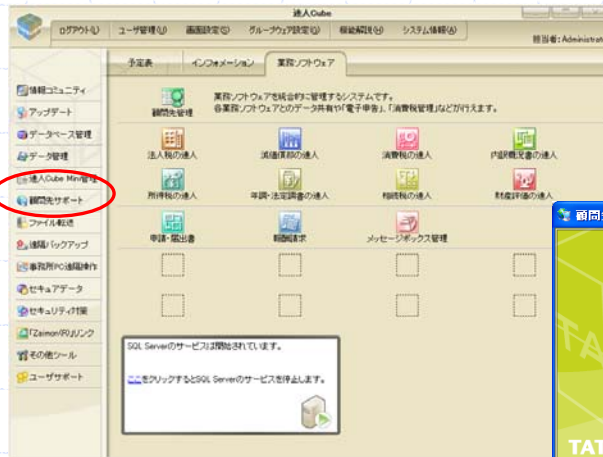 達人Cube
ログアウト(L) ユーザ管理(U) 画面設定(S) グループウェア設定(G) 機能解説(H) システム情報(A)
担当者：Administrat
予定表 インフォメーション 業務ソフトウェア
情報コミュニティ
アップデート
データベース管理
データ管理
達人Cube Mini管理
顧問先サポート
ファイル転送
遠隔バックアップ
事務所PC遠隔操作
セキュアデータ
セキュリティ対策
「Zaimon/R」リンク
その他ツール
ユーザサポート
顧問先管理
業務ソフトウェアを統合的に管理するシステムです。
各業務ソフトウェアとのデータ共有や「電子申告」、「消費税管理」などが行えます。
法人税の達人 減価償却の達人 消費税の達人 内訳概況書の達人
所得税の達人 年調・法定調書の達人 相続税の達人 財産評価の達人
申請・届出書 報酬請求 メッセージボックス管理
SQL Serverのサービスは開始されています。
ここをクリックするとSQL Serverのサービスを停止します。
顧問
TAT